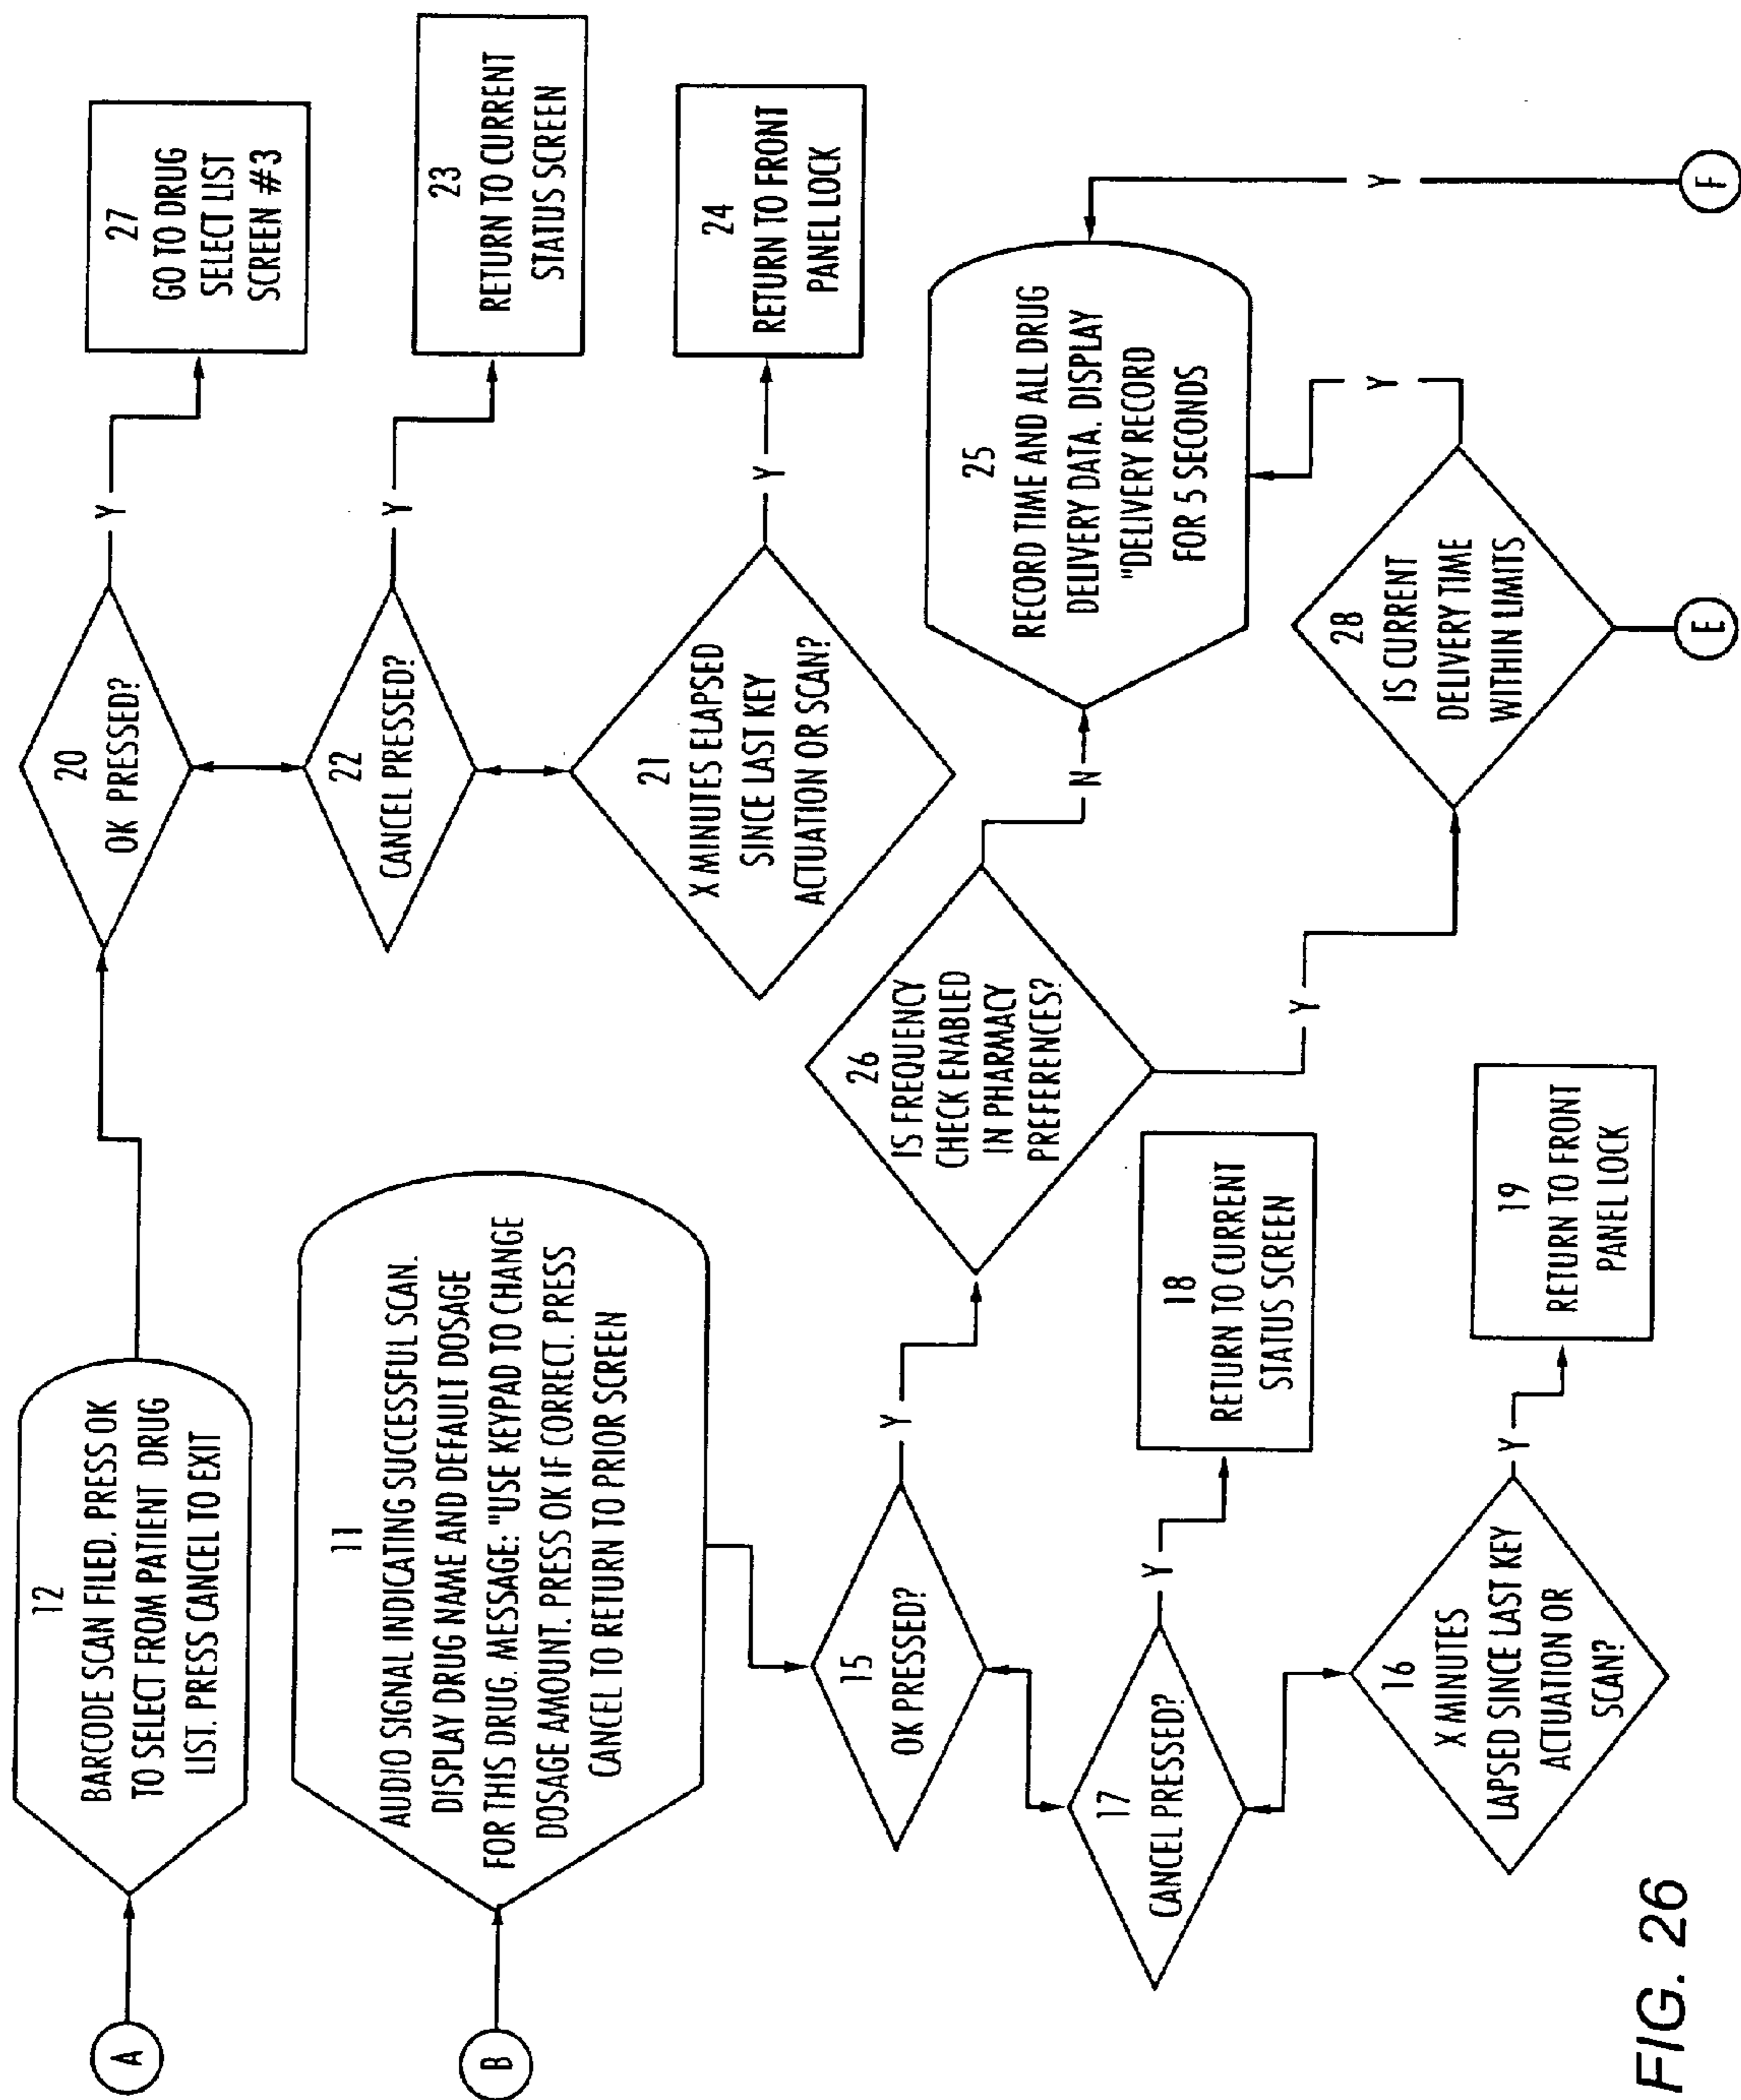 A
12
BARCODE SCAN FILED. PRESS OK
TO SELECT FROM PATIENT DRUG
LIST. PRESS CANCEL TO EXIT
20
OK PRESSED?
Y
27
GO TO DRUG
SELECT LIST
SCREEN #3
22
CANCEL PRESSED?
Y
23
RETURN TO CURRENT
STATUS SCREEN
21
X MINUTES ELAPSED
SINCE LAST KEY
ACTUATION OR SCAN?
Y
24
RETURN TO FRONT
PANEL LOCK
B
11
AUDIO SIGNAL INDICATING SUCCESSFUL SCAN.
DISPLAY DRUG NAME AND DEFAULT DOSAGE
FOR THIS DRUG. MESSAGE: "USE KEYPAD TO CHANGE
DOSAGE AMOUNT. PRESS OK IF CORRECT. PRESS
CANCEL TO RETURN TO PRIOR SCREEN
15
OK PRESSED?
Y
26
IS FREQUENCY
CHECK ENABLED
IN PHARMACY
PREFERENCES?
N
25
RECORD TIME AND ALL DRUG
DELIVERY DATA. DISPLAY
"DELIVERY RECORD
FOR 5 SECONDS
Y
28
IS CURRENT
DELIVERY TIME
WITHIN LIMITS
Y
E
Y
F
17
CANCEL PRESSED?
Y
18
RETURN TO CURRENT
STATUS SCREEN
16
X MINUTES
LAPSED SINCE LAST KEY
ACTUATION OR
SCAN?
Y
19
RETURN TO FRONT
PANEL LOCK
FIG. 26